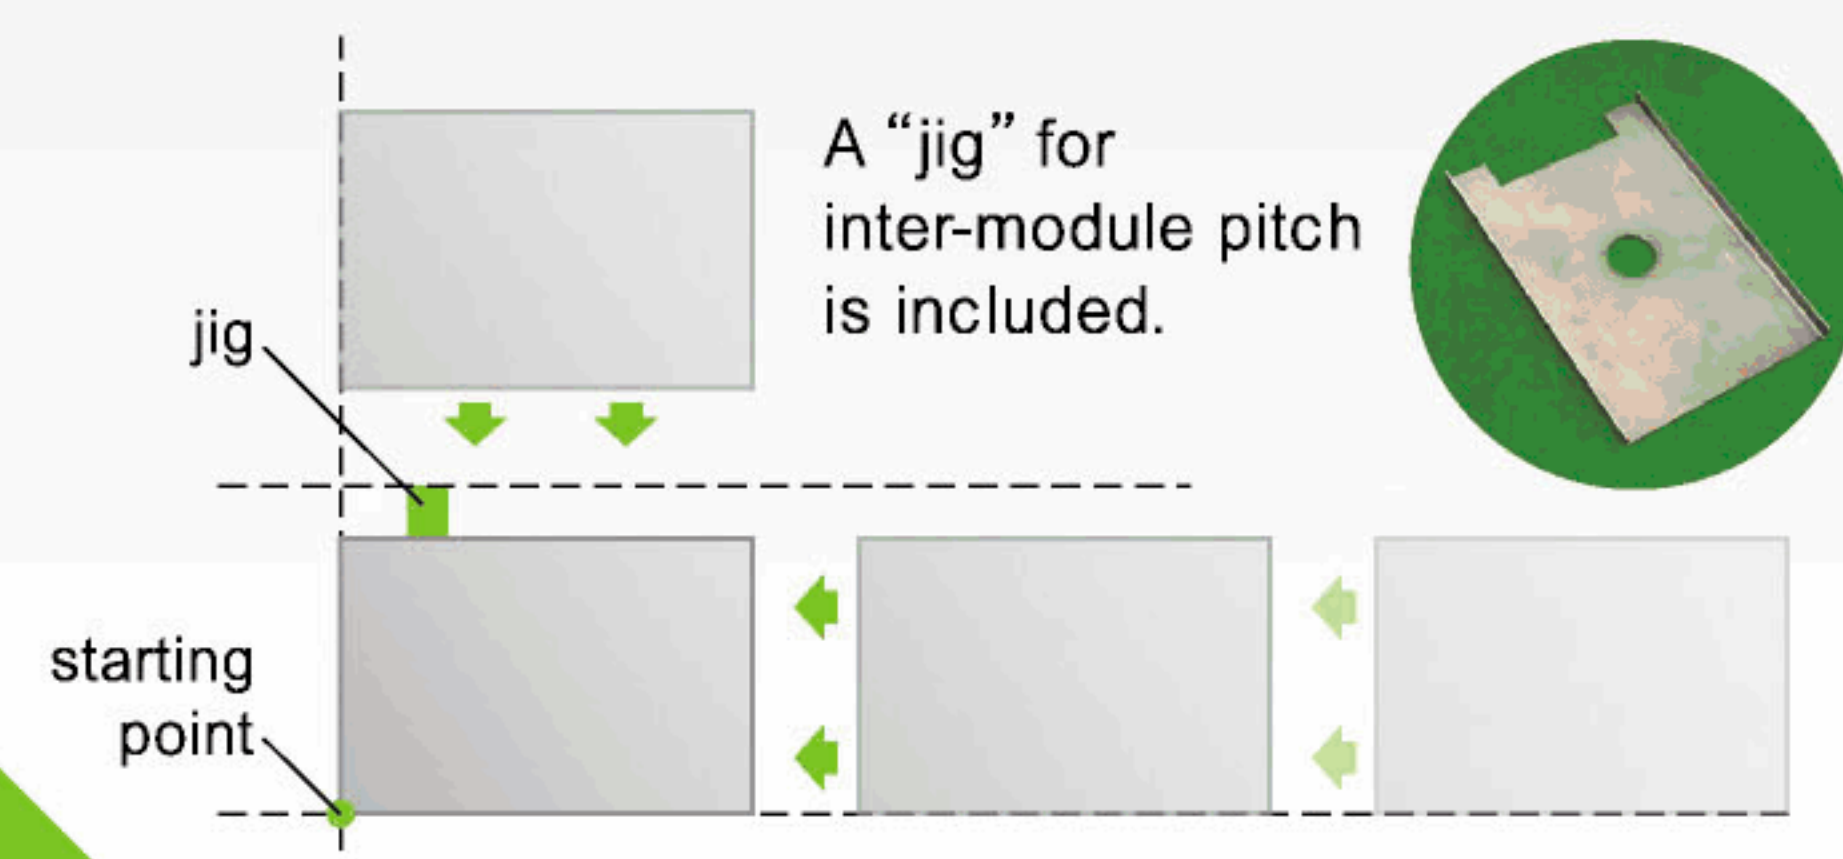 A “jig” for
inter-module pitch
is included.
jig
starting
point